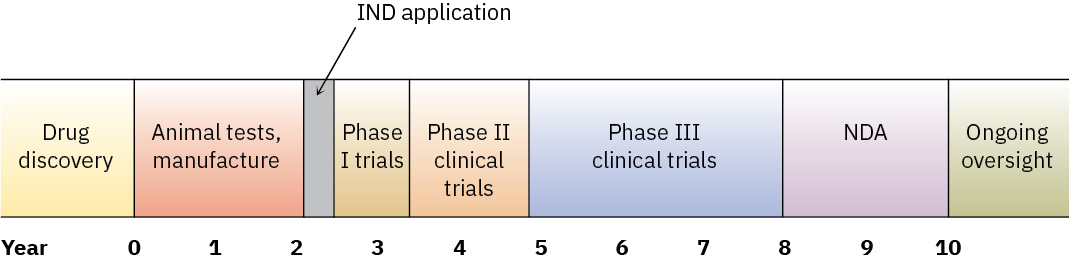 IND application
Drug
discovery
Animal tests,
manufacture
Phase
I trials
Phase II
clinical
trials
Phase III
clinical trials
NDA
Ongoing
oversight
Year 0 1 2 3 4 5 6 7 8 9 10